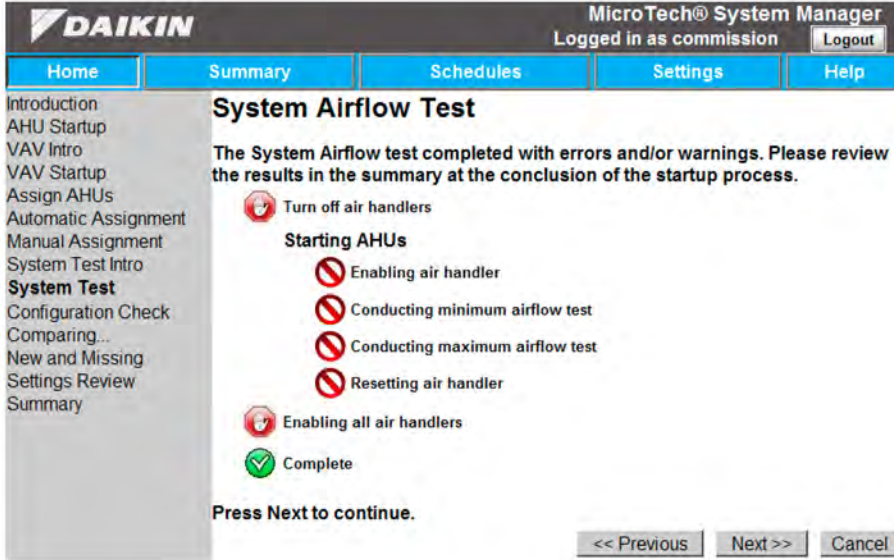 DAIKIN
MicroTech® System Manager
Logged in as commission Logout
Home Summary Schedules Settings Help
Introduction
AHU Startup
VAV Intro
VAV Startup
Assign AHUs
Automatic Assignment
Manual Assignment
System Test Intro
System Test
Configuration Check
Comparing...
New and Missing
Settings Review
Summary
System Airflow Test
The System Airflow test completed with errors and/or warnings. Please review
the results in the summary at the conclusion of the startup process.
Turn off air handlers
Starting AHUs
Enabling air handler
Conducting minimum airflow test
Conducting maximum airflow test
Resetting air handler
Enabling all air handlers
Complete
Press Next to continue.
<< Previous Next >> Cancel